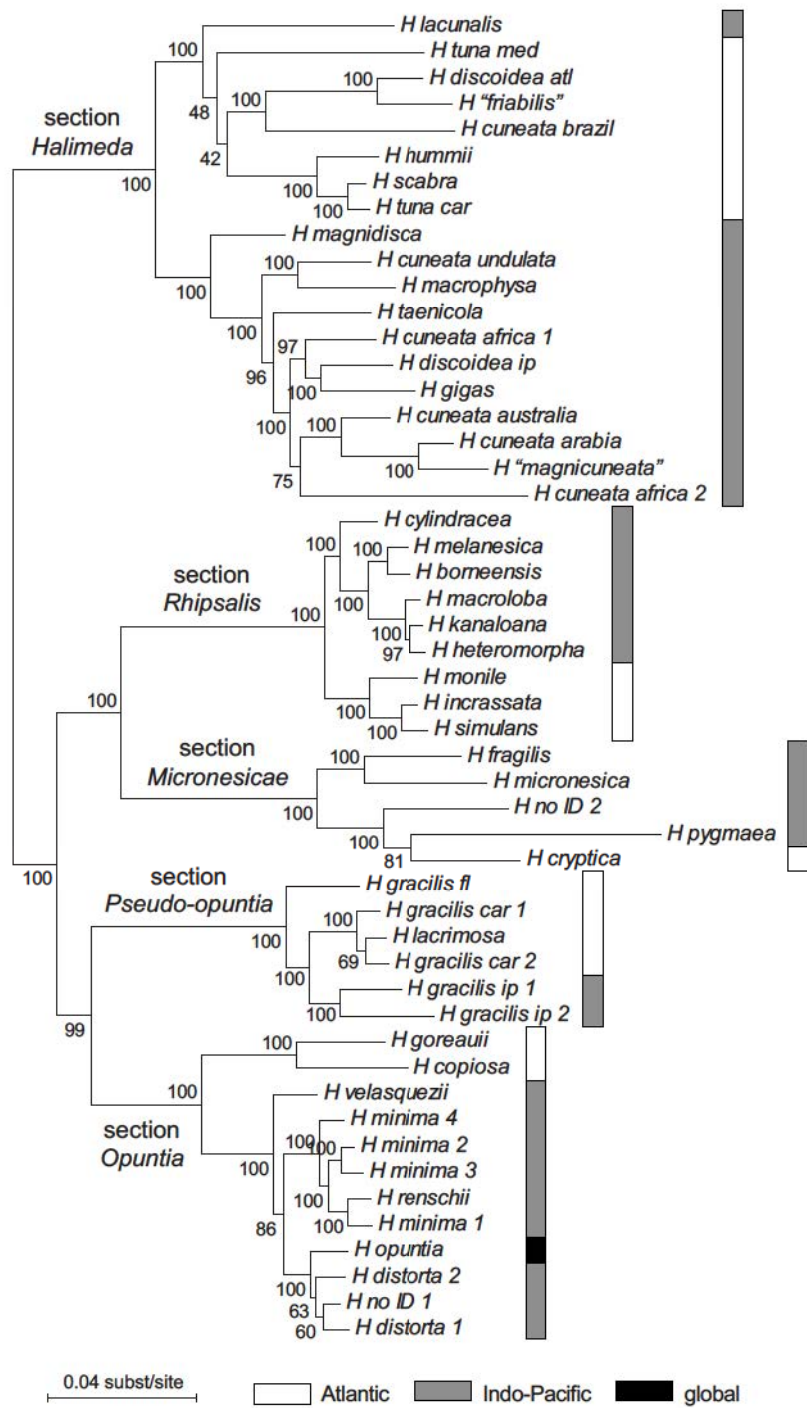 H lacunalis
100
H tuna med
100
H discoidea atl
section
Halimeda
48
100
H "friabilis"
H cuneata brazil
42
H hummii
100
100
H scabra
100
H tuna car
H magnidisca
100
100
H cuneata undulata
H macrophysa
100
H taenicola
97
H cuneata africa 1
96
H discoidea ip
100
H gigas
100
100
H cuneata australia
H cuneata arabia
100
H "magnicuneata"
75
H cuneata africa 2
H cylindracea
100
section
Rhipsalis
100
H melanesica
H borneensis
100
100
H macroloba
100
H kanaloana
97
H heteromorpha
100
H monile
100
H incrassata
100
H simulans
section
Micronesicae
100
H fragilis
H micronesica
100
H no ID 2
100
H pygmaea
81
H cryptica
100
section
Pseudo-opuntia
H gracilis fl
100
100
H gracilis car 1
H lacrimosa
69
H gracilis car 2
100
H gracilis ip 1
100
H gracilis ip 2
99
100
H goreauii
100
H copiosa
section
Opuntia
H velasquezii
H minima 4
100
100
H minima 2
100
H minima 3
100
H renschii
100
H minima 1
86
H opuntia
100
H distorta 2
63
H no ID 1
60
H distorta 1
0.04 subst/site
Atlantic
Indo-Pacific
global